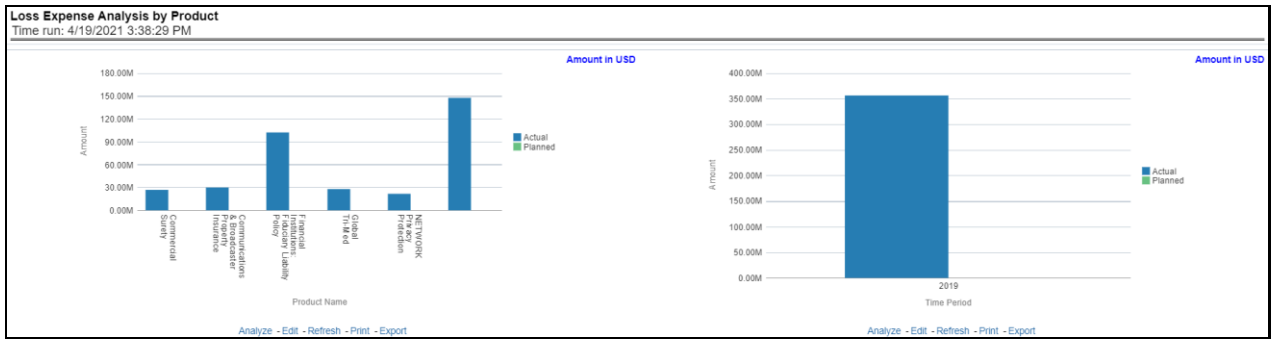 Loss Expense Analysis by Product
Time run: 4/19/2021 3:38:29 PM
Amount in USD
180.00M
150.00M
120.00M
90.00M
60.00M
30.00M
0.00M
Amount
Commercial
Surety
Communications
& Broadcaster
Property
Insurance
Financial
Institutions:
Fiduciary Liability
Policy
Global
Tri-Med
NETWORK
Privacy
Protection
Product Name
Actual
Planned
Analyze - Edit - Refresh - Print - Export
Amount in USD
400.00M
350.00M
300.00M
250.00M
200.00M
150.00M
100.00M
50.00M
0.00M
Amount
2019
Time Period
Actual
Planned
Analyze - Edit - Refresh - Print - Export